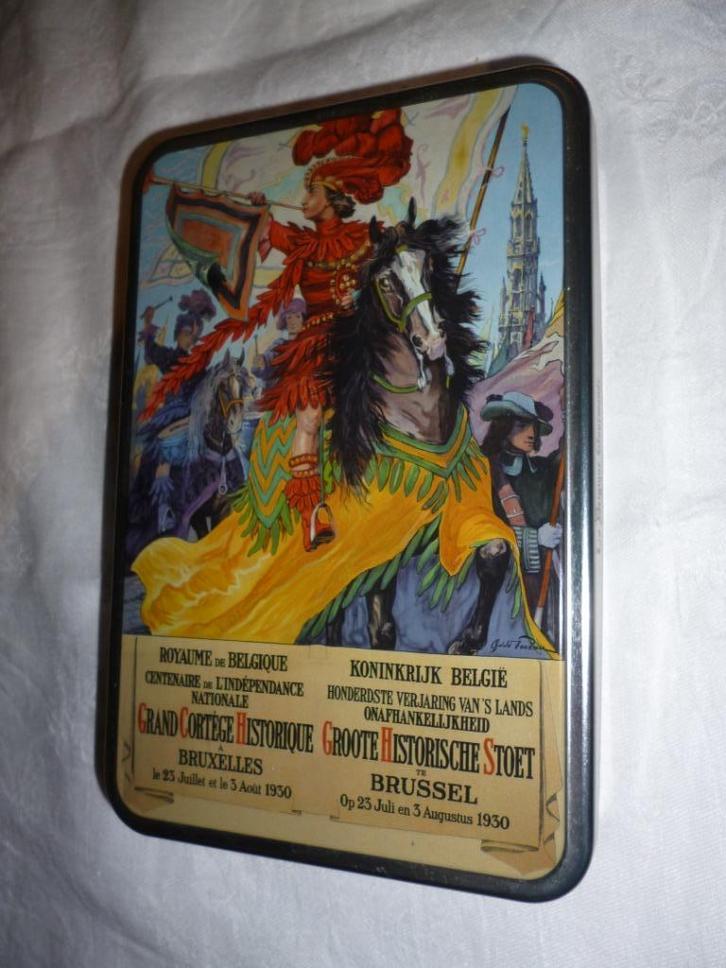 ROYAUME DE BELGIQUE
CENTENAIRE DE L'INDÉPENDANCE
NATIONALE
GRAND CORTÈGE HISTORIQUE
À
BRUXELLES
le 23 Juillet et le 3 Août 1930
KONINKRIJK BELGIË
HONDERDSTE VERJARING VAN 'S LANDS
ONAFHANKELIJKHEID
GROOTE HISTORISCHE STOET
TE
BRUSSEL
Op 23 Juli en 3 Augustus 1930